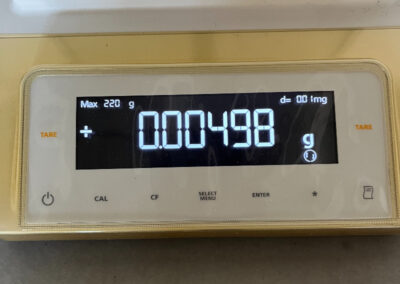 Max 220 g d= 0.01mg
+ 0.00498 g
TARE TARE
CAL CF SELECT MENU ENTER *